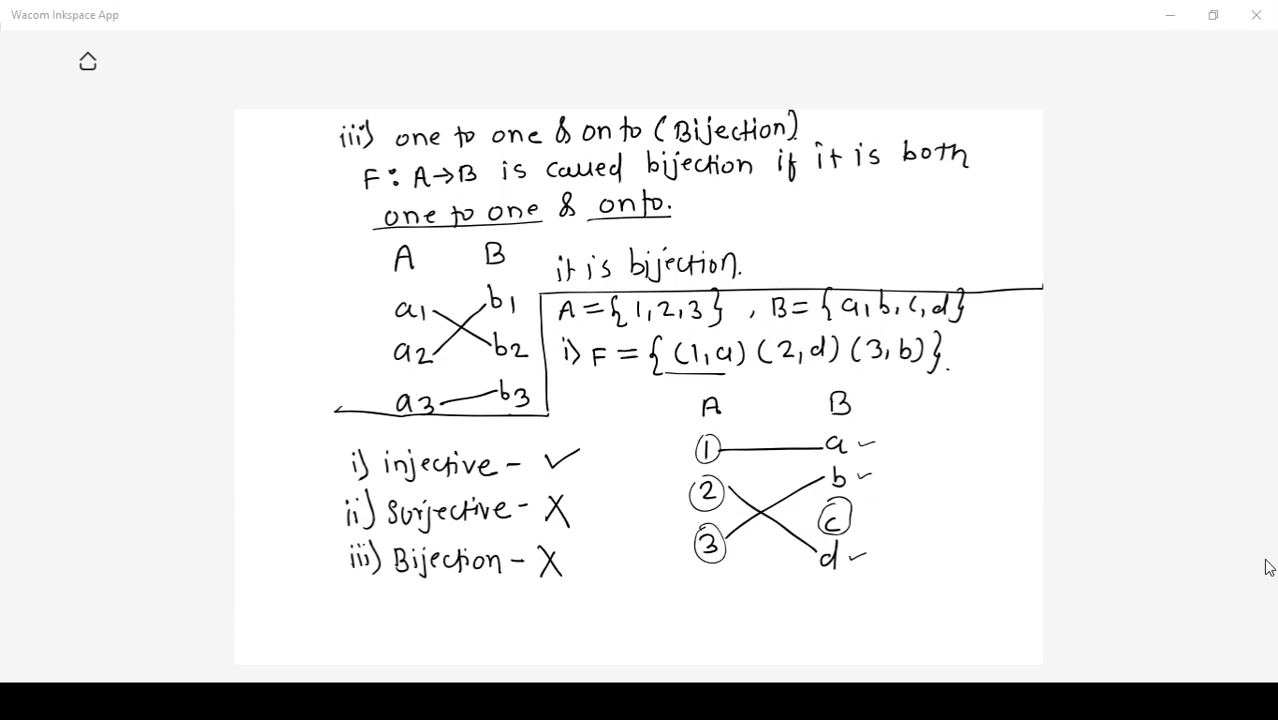 Wacom Inkspace App
iii) one to one & onto (Bijection)
F: A→B is called bijection if it is both
one to one & onto.
A B
a1 b1
a2 b2
a3 b3
it is bijection.
A = {1,2,3} , B = {a,b,c,d}
i) F = {(1,a) (2,d) (3,b)}.
A B
1 a ✓
2 b ✓
3 c
d ✓
i) injective - ✓
ii) Surjective - X
iii) Bijection - X